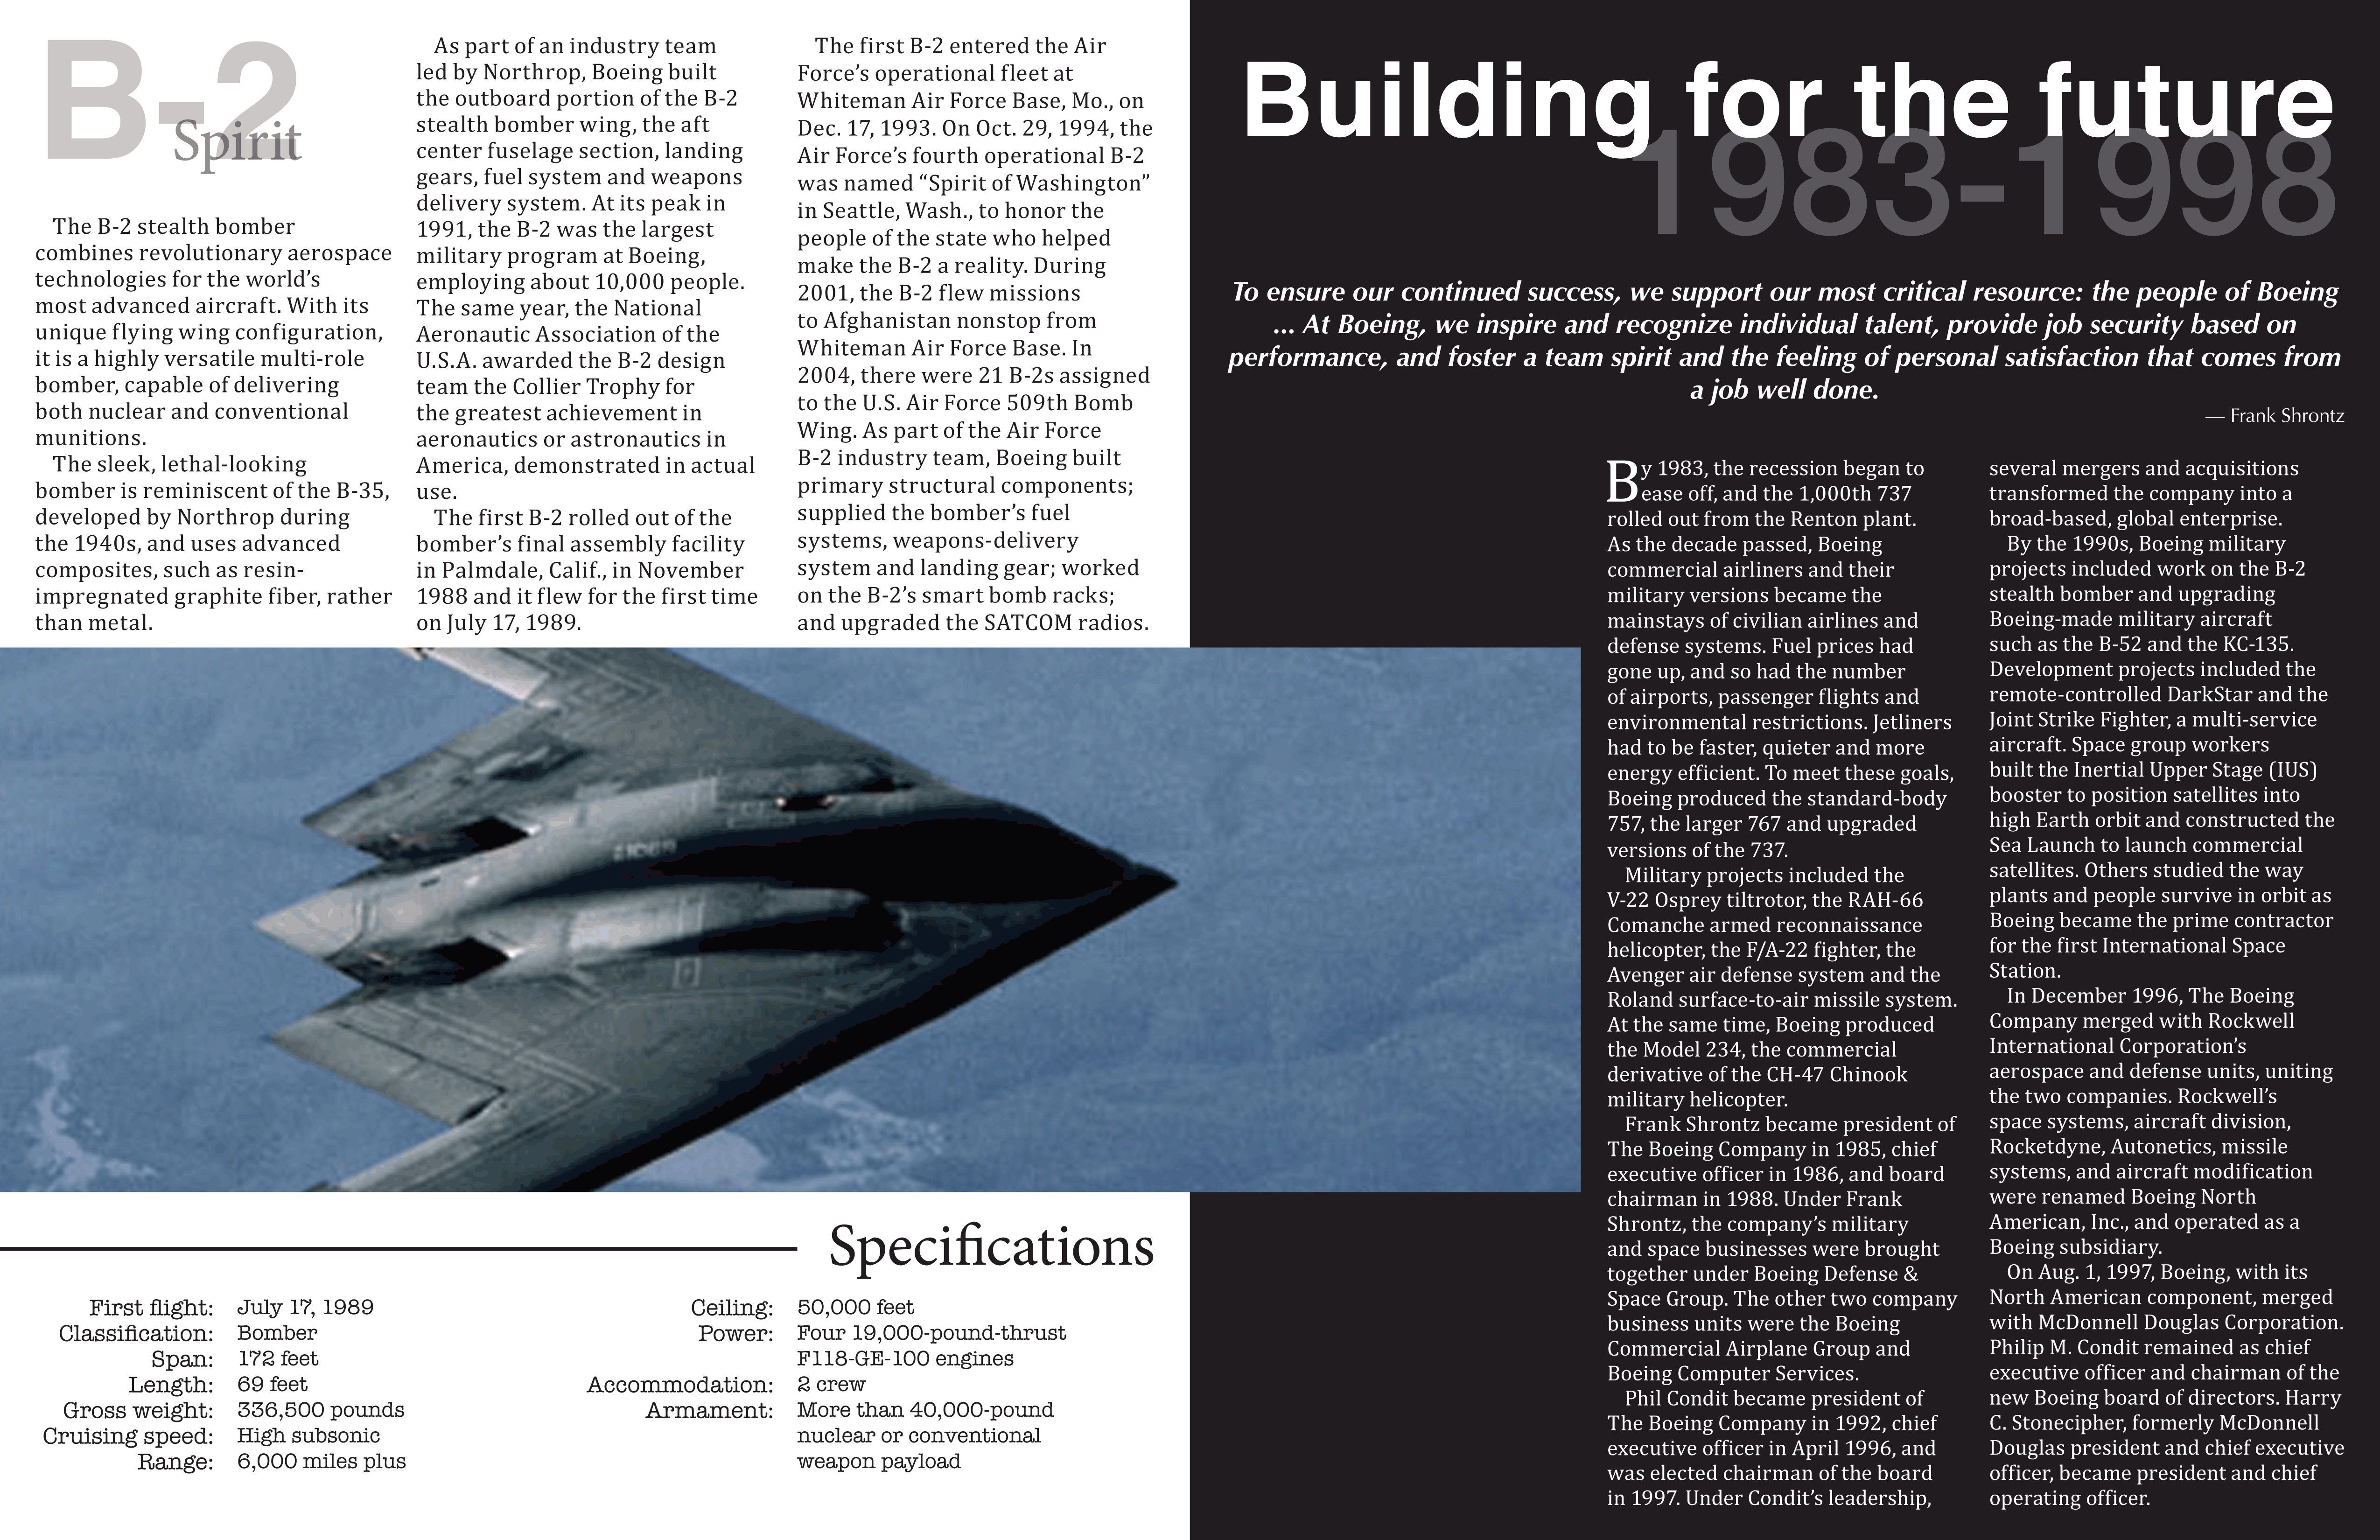 B-2
Spirit
The B-2 stealth bomber
combines revolutionary aerospace
technologies for the world’s
most advanced aircraft. With its
unique flying wing configuration,
it is a highly versatile multi-role
bomber, capable of delivering
both nuclear and conventional
munitions.
The sleek, lethal-looking
bomber is reminiscent of the B-35,
developed by Northrop during
the 1940s, and uses advanced
composites, such as resin-
impregnated graphite fiber, rather
than metal.
As part of an industry team
led by Northrop, Boeing built
the outboard portion of the B-2
stealth bomber wing, the aft
center fuselage section, landing
gears, fuel system and weapons
delivery system. At its peak in
1991, the B-2 was the largest
military program at Boeing,
employing about 10,000 people.
The same year, the National
Aeronautic Association of the
U.S.A. awarded the B-2 design
team the Collier Trophy for
the greatest achievement in
aeronautics or astronautics in
America, demonstrated in actual
use.
The first B-2 rolled out of the
bomber’s final assembly facility
in Palmdale, Calif., in November
1988 and it flew for the first time
on July 17, 1989.
The first B-2 entered the Air
Force’s operational fleet at
Whiteman Air Force Base, Mo., on
Dec. 17, 1993. On Oct. 29, 1994, the
Air Force’s fourth operational B-2
was named “Spirit of Washington”
in Seattle, Wash., to honor the
people of the state who helped
make the B-2 a reality. During
2001, the B-2 flew missions
to Afghanistan nonstop from
Whiteman Air Force Base. In
2004, there were 21 B-2s assigned
to the U.S. Air Force 509th Bomb
Wing. As part of the Air Force
B-2 industry team, Boeing built
primary structural components;
supplied the bomber’s fuel
systems, weapons-delivery
system and landing gear; worked
on the B-2’s smart bomb racks;
and upgraded the SATCOM radios.
Specifications
First flight: July 17, 1989
Classification: Bomber
Span: 172 feet
Length: 69 feet
Gross weight: 336,500 pounds
Cruising speed: High subsonic
Range: 6,000 miles plus
Ceiling: 50,000 feet
Power: Four 19,000-pound-thrust
F118-GE-100 engines
Accommodation: 2 crew
Armament: More than 40,000-pound
nuclear or conventional
weapon payload
Building for the future
1983-1998
To ensure our continued success, we support our most critical resource: the people of Boeing
... At Boeing, we inspire and recognize individual talent, provide job security based on
performance, and foster a team spirit and the feeling of personal satisfaction that comes from
a job well done.
— Frank Shrontz
By 1983, the recession began to
ease off, and the 1,000th 737
rolled out from the Renton plant.
As the decade passed, Boeing
commercial airliners and their
military versions became the
mainstays of civilian airlines and
defense systems. Fuel prices had
gone up, and so had the number
of airports, passenger flights and
environmental restrictions. Jetliners
had to be faster, quieter and more
energy efficient. To meet these goals,
Boeing produced the standard-body
757, the larger 767 and upgraded
versions of the 737.
Military projects included the
V-22 Osprey tiltrotor, the RAH-66
Comanche armed reconnaissance
helicopter, the F/A-22 fighter, the
Avenger air defense system and the
Roland surface-to-air missile system.
At the same time, Boeing produced
the Model 234, the commercial
derivative of the CH-47 Chinook
military helicopter.
Frank Shrontz became president of
The Boeing Company in 1985, chief
executive officer in 1986, and board
chairman in 1988. Under Frank
Shrontz, the company’s military
and space businesses were brought
together under Boeing Defense &
Space Group. The other two company
business units were the Boeing
Commercial Airplane Group and
Boeing Computer Services.
Phil Condit became president of
The Boeing Company in 1992, chief
executive officer in April 1996, and
was elected chairman of the board
in 1997. Under Condit’s leadership,
several mergers and acquisitions
transformed the company into a
broad-based, global enterprise.
By the 1990s, Boeing military
projects included work on the B-2
stealth bomber and upgrading
Boeing-made military aircraft
such as the B-52 and the KC-135.
Development projects included the
remote-controlled DarkStar and the
Joint Strike Fighter, a multi-service
aircraft. Space group workers
built the Inertial Upper Stage (IUS)
booster to position satellites into
high Earth orbit and constructed the
Sea Launch to launch commercial
satellites. Others studied the way
plants and people survive in orbit as
Boeing became the prime contractor
for the first International Space
Station.
In December 1996, The Boeing
Company merged with Rockwell
International Corporation’s
aerospace and defense units, uniting
the two companies. Rockwell’s
space systems, aircraft division,
Rocketdyne, Autonetics, missile
systems, and aircraft modification
were renamed Boeing North
American, Inc., and operated as a
Boeing subsidiary.
On Aug. 1, 1997, Boeing, with its
North American component, merged
with McDonnell Douglas Corporation.
Philip M. Condit remained as chief
executive officer and chairman of the
new Boeing board of directors. Harry
C. Stonecipher, formerly McDonnell
Douglas president and chief executive
officer, became president and chief
operating officer.